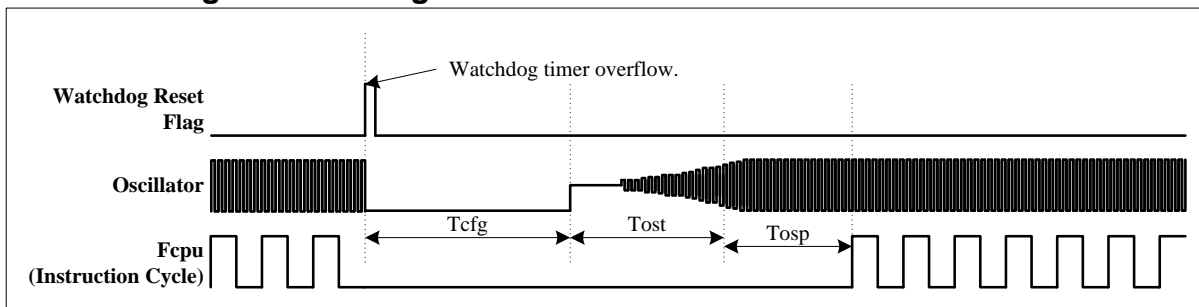 Watchdog timer overflow.
Watchdog Reset
Flag
Oscillator
Tcfg
Tost
Tosp
Fcpu
(Instruction Cycle)